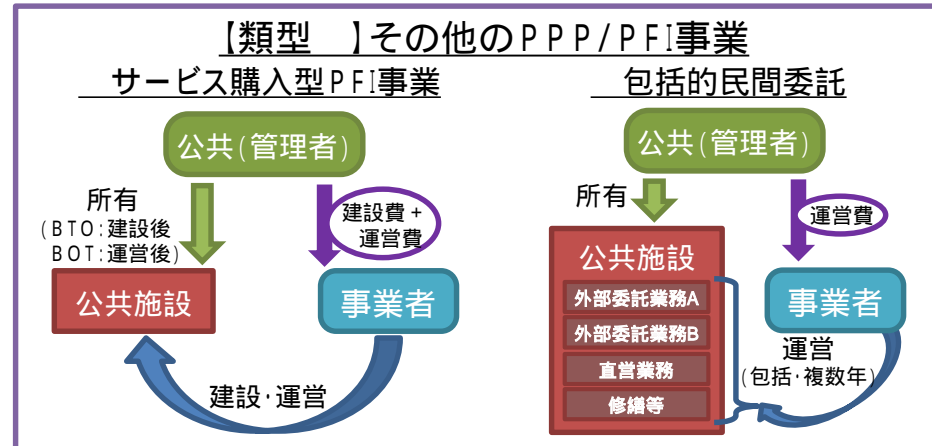 【類型　】その他のPPP/PFI事業
サービス購入型PFI事業
公共(管理者)
所有
(BTO:建設後
BOT:運営後)
建設費+
運営費
公共施設
事業者
建設・運営
包括的民間委託
公共(管理者)
所有
運営費
公共施設
外部委託業務A
外部委託業務B
直営業務
修繕等
事業者
運営
(包括・複数年)